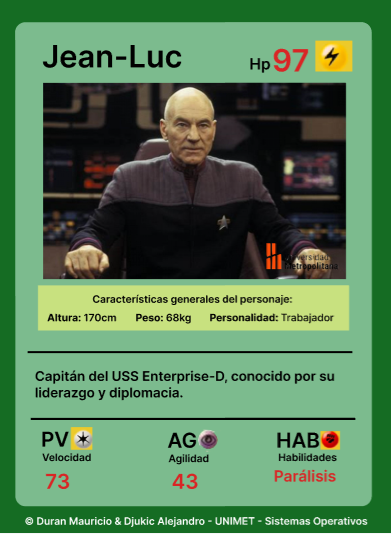 Jean-Luc
Hp 97
Universidad
Metropolitana
Características generales del personaje:
Altura: 170cm Peso: 68kg Personalidad: Trabajador
Capitán del USS Enterprise-D, conocido por su
liderazgo y diplomacia.
PV AG HAB
Velocidad Agilidad Habilidades
73 43 Parálisis
© Duran Mauricio & Djukic Alejandro - UNIMET - Sistemas Operativos